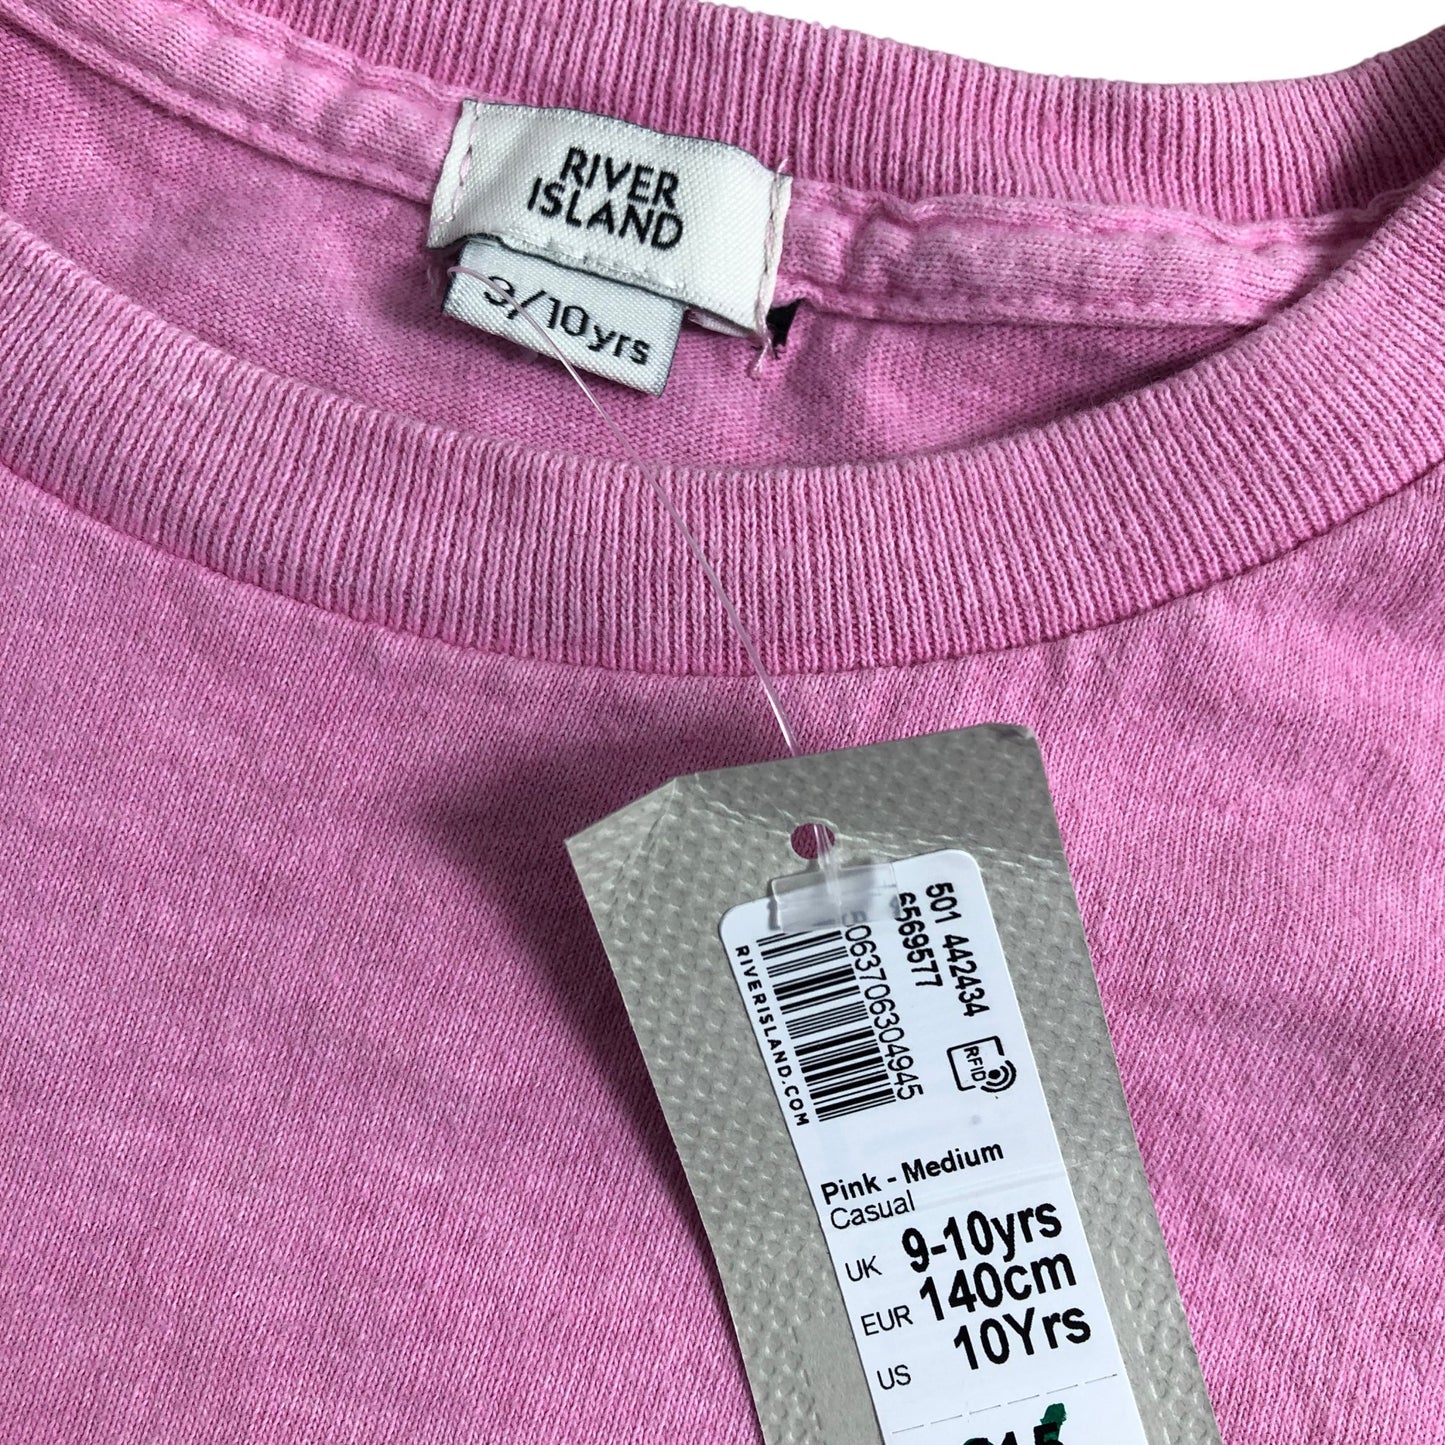 RIVER
ISLAND
9/10yrs
501 442434
6569577
5063706304945
RIVERISLAND.COM
RFID
Pink - Medium
Casual
UK 9-10yrs
EUR 140cm
US 10Yrs